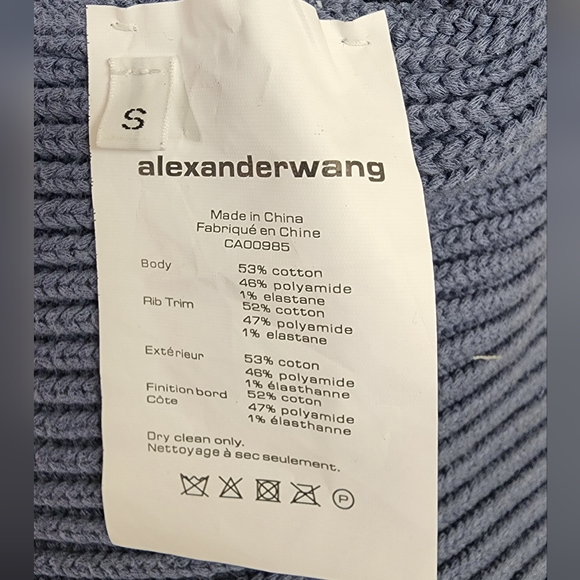 S
alexanderwang
Made in China
Fabriqué en Chine
CA00985
Body 53% cotton
46% polyamide
1% elastane
Rib Trim 52% cotton
47% polyamide
1% elastane
Extérieur 53% coton
46% polyamide
1% élasthanne
Finition bord 52% coton
Côte 47% polyamide
1% élasthanne
Dry clean only.
Nettoyage à sec seulement.
P